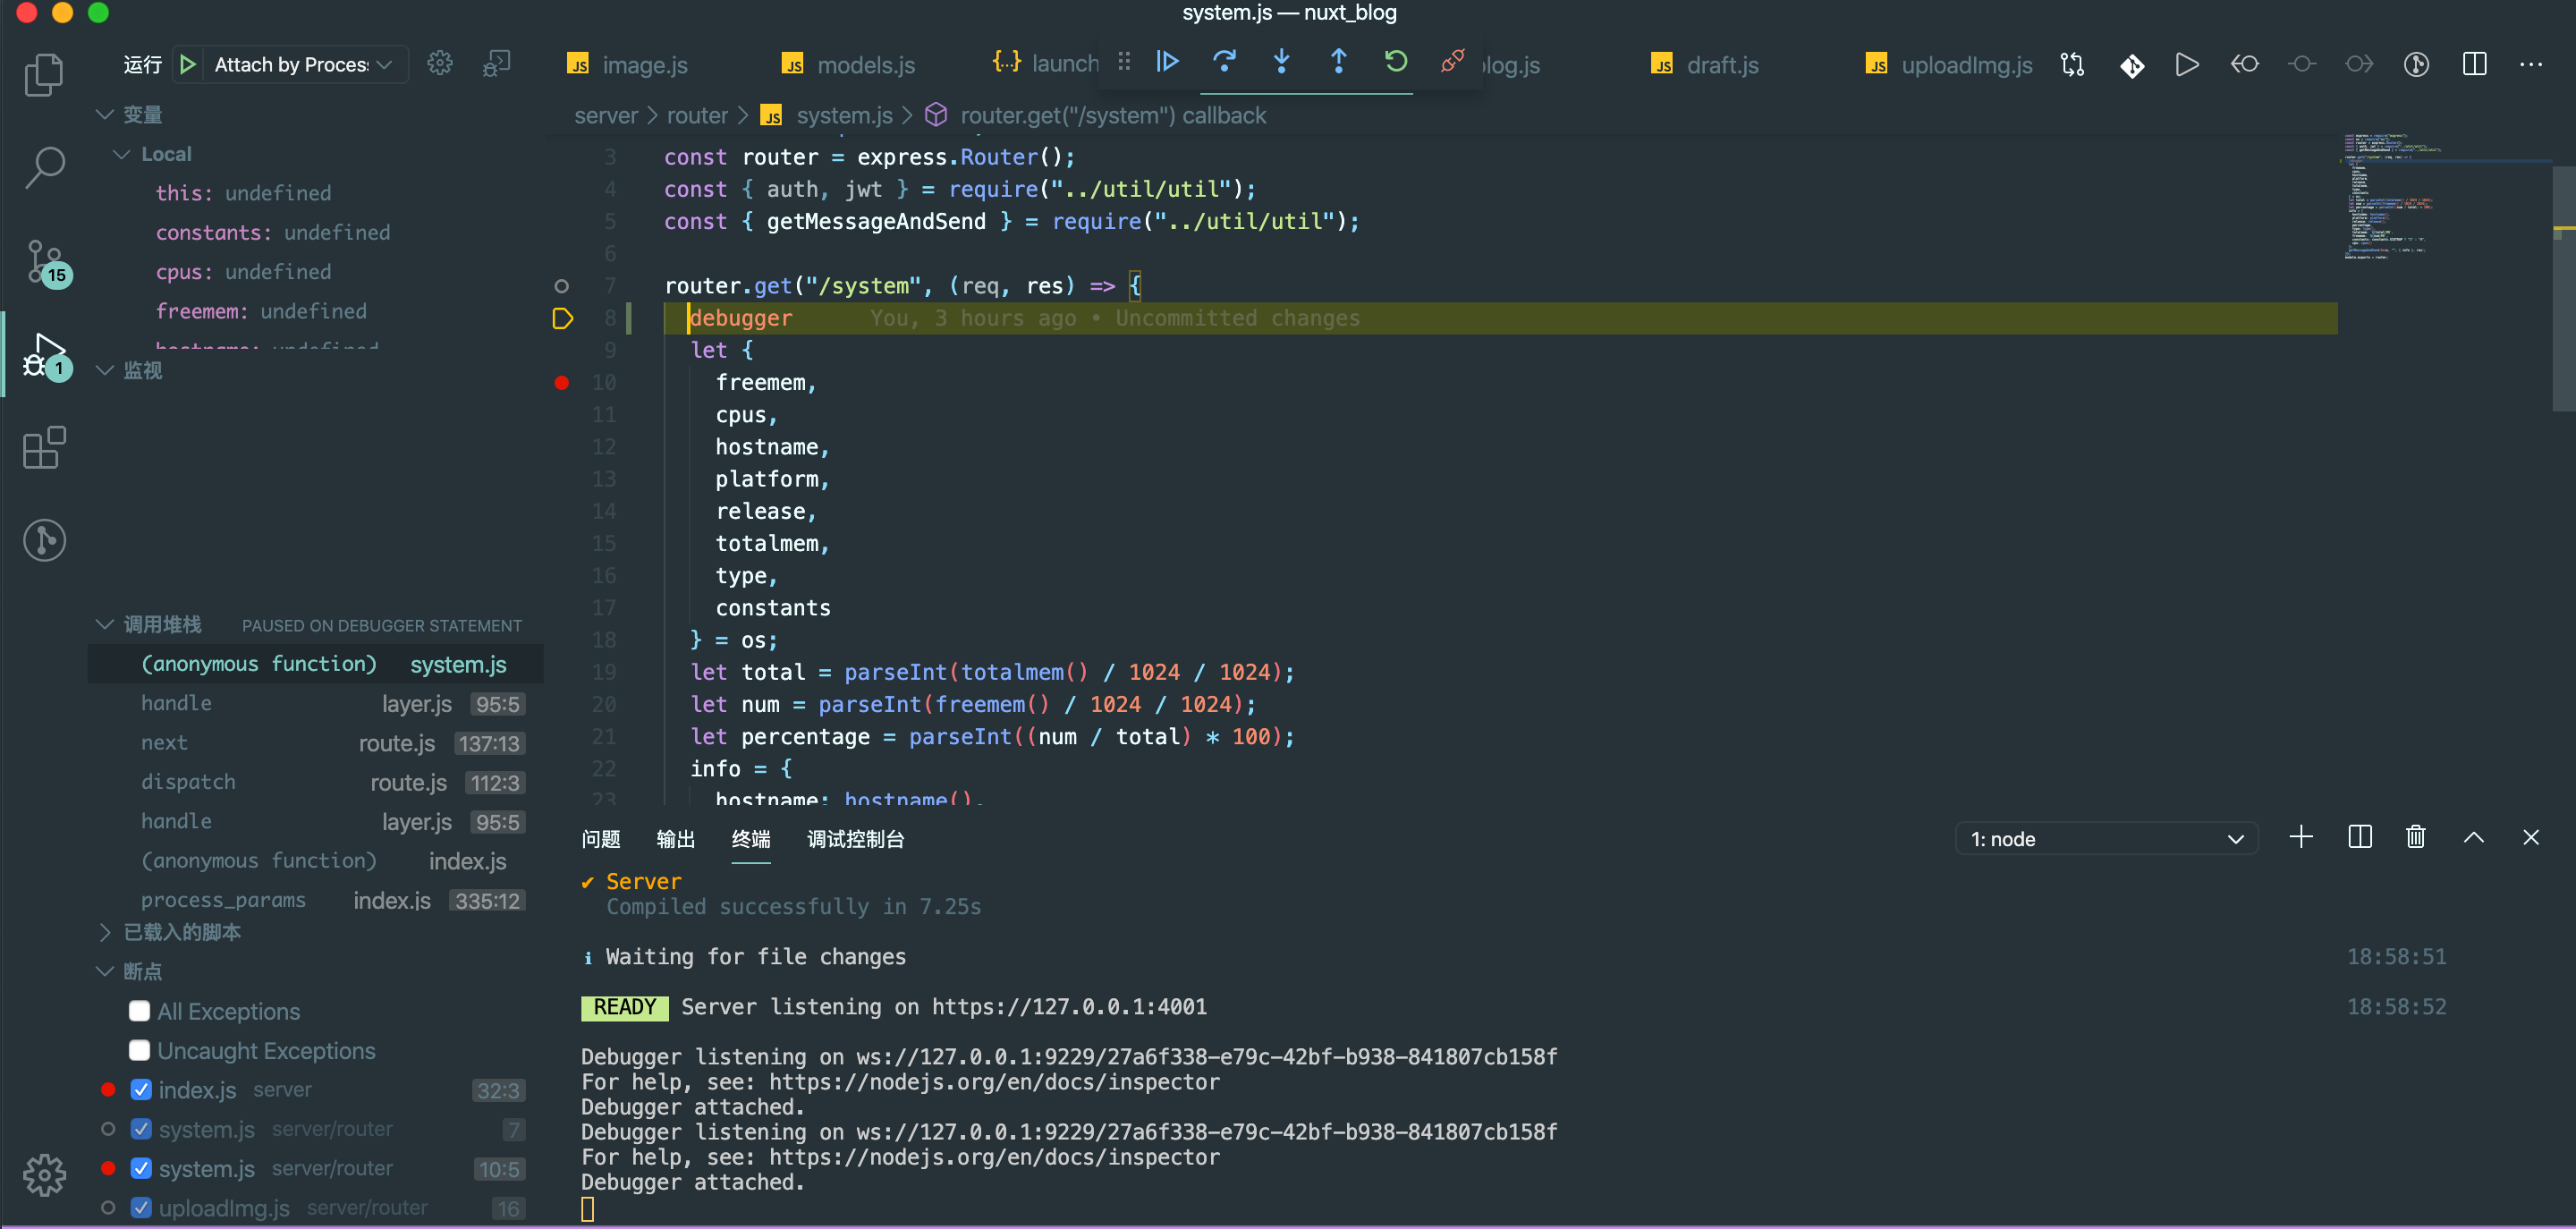 system.js — nuxt_blog
运行
Attach by Proces
image.js
models.js
launch
blog.js
draft.js
uploadImg.js
变量
Local
this: undefined
constants: undefined
cpus: undefined
freemem: undefined
hostname: undefined
监视
15
1
调用堆栈 PAUSED ON DEBUGGER STATEMENT
(anonymous function) system.js
handle layer.js 95:5
next route.js 137:13
dispatch route.js 112:3
handle layer.js 95:5
(anonymous function) index.js
process_params index.js 335:12
已载入的脚本
断点
All Exceptions
Uncaught Exceptions
index.js server 32:3
system.js server/router 7
system.js server/router 10:5
uploadImg.js server/router 16
server > router > JS system.js > router.get("/system") callback
3 const router = express.Router();
4 const { auth, jwt } = require("../util/util");
5 const { getMessageAndSend } = require("../util/util");
6
7 router.get("/system", (req, res) => {
8 debugger You, 3 hours ago • Uncommitted changes
9 let {
10 freemem,
11 cpus,
12 hostname,
13 platform,
14 release,
15 totalmem,
16 type,
17 constants
18 } = os;
19 let total = parseInt(totalmem() / 1024 / 1024);
20 let num = parseInt(freemem() / 1024 / 1024);
21 let percentage = parseInt((num / total) * 100);
22 info = {
23 hostname: hostname(),
问题 输出 终端 调试控制台
1: node
✔ Server
Compiled successfully in 7.25s
ℹ Waiting for file changes 18:58:51
READY Server listening on https://127.0.0.1:4001 18:58:52
Debugger listening on ws://127.0.0.1:9229/27a6f338-e79c-42bf-b938-841807cb158f
For help, see: https://nodejs.org/en/docs/inspector
Debugger attached.
Debugger listening on ws://127.0.0.1:9229/27a6f338-e79c-42bf-b938-841807cb158f
For help, see: https://nodejs.org/en/docs/inspector
Debugger attached.